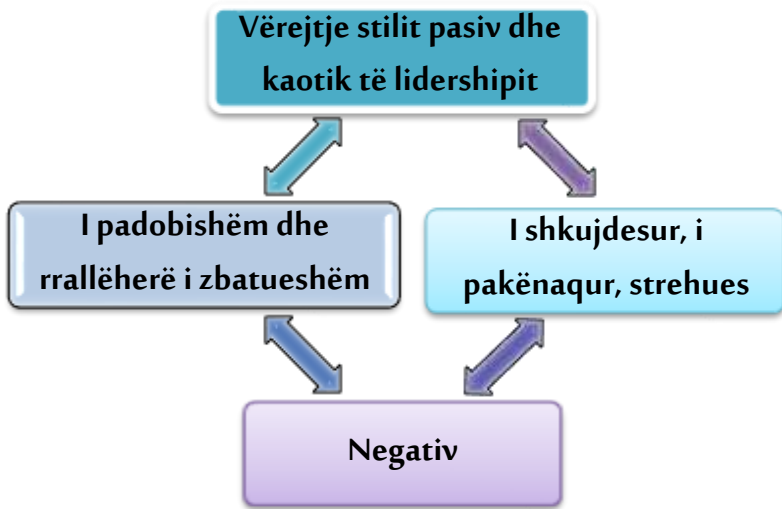 Vërejtje stilit pasiv dhe
kaotik të lidershipit
I padobishëm dhe
rrallëherë i zbatueshëm
I shkujdesur, i
pakënaqur, strehues
Negativ